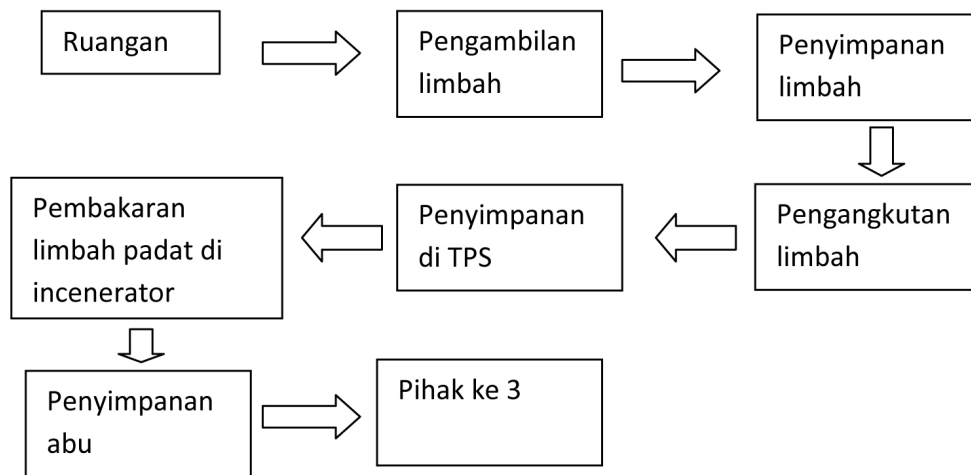 Ruangan
Pengambilan
limbah
Penyimpanan
limbah
Pengangkutan
limbah
Penyimpanan
di TPS
Pembakaran
limbah padat di
incenerator
Penyimpanan
abu
Pihak ke 3